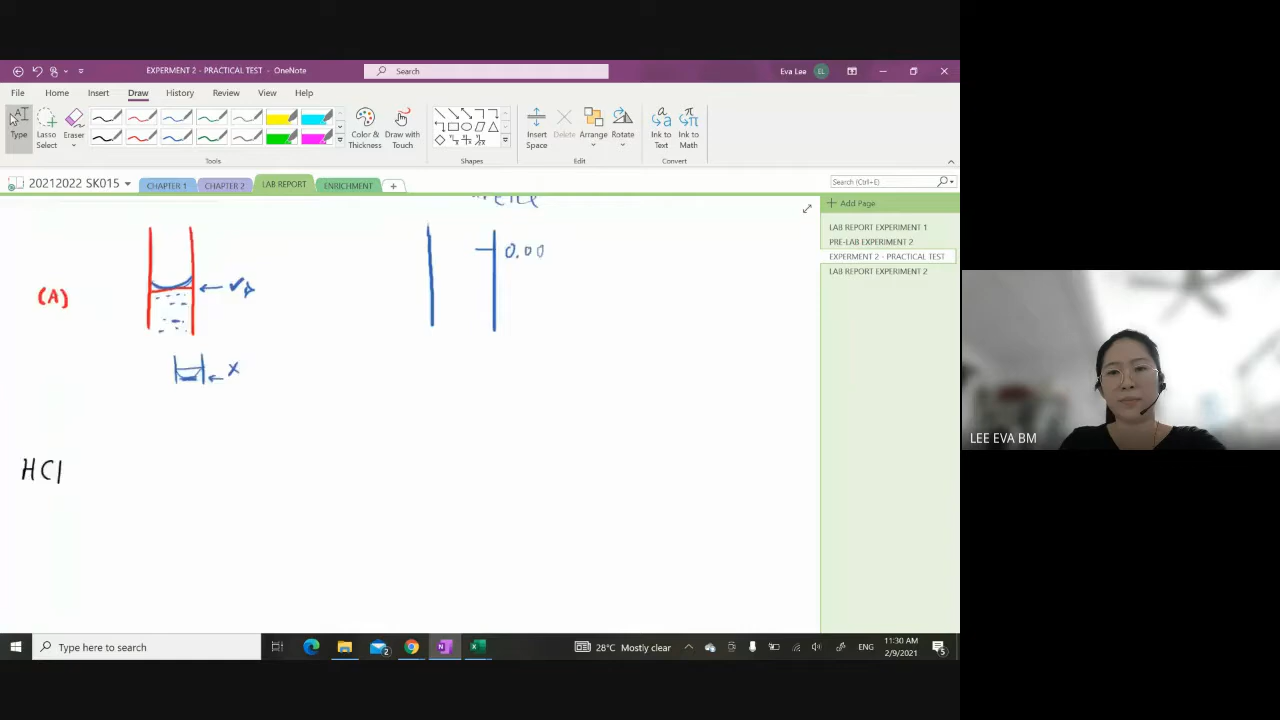 EXPERMENT 2 - PRACTICAL TEST - OneNote
Search
Eva Lee
EL
File
Home
Insert
Draw
History
Review
View
Help
Type
Lasso Select
Eraser
Color & Thickness
Draw with Touch
Insert Space
Delete
Arrange
Rotate
Ink to Text
Ink to Math
Tools
Shapes
Edit
Convert
20212022 SK015
CHAPTER 1
CHAPTER 2
LAB REPORT
ENRICHMENT
Search (Ctrl+E)
Add Page
LAB REPORT EXPERIMENT 1
PRE-LAB EXPERIMENT 2
EXPERMENT 2 - PRACTICAL TEST
LAB REPORT EXPERIMENT 2
0.00
(A)
HCl
LEE EVA BM
Type here to search
2
28°C Mostly clear
ENG
11:30 AM
2/9/2021
5